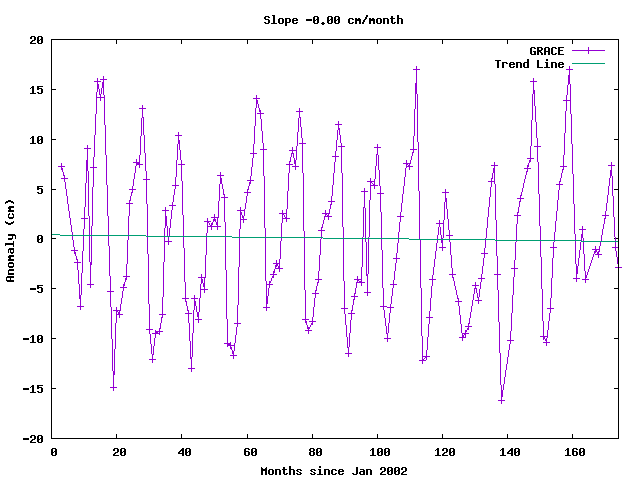 Slope -0.00 cm/month
GRACE
Trend Line
20
15
10
5
0
-5
-10
-15
-20
Anomaly (cm)
0 20 40 60 80 100 120 140 160
Months since Jan 2002